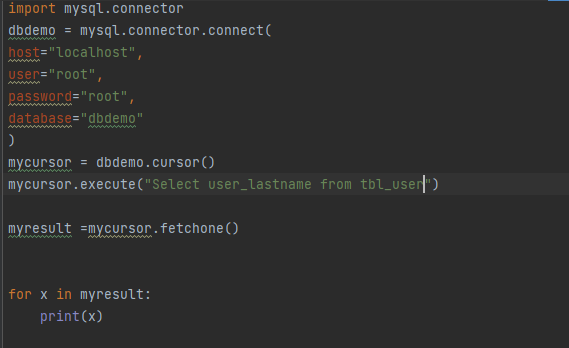 import mysql.connector
dbdemo = mysql.connector.connect(
host="localhost",
user="root",
password="root",
database="dbdemo"
)
mycursor = dbdemo.cursor()
mycursor.execute("Select user_lastname from tbl_user")
myresult =mycursor.fetchone()
for x in myresult:
    print(x)